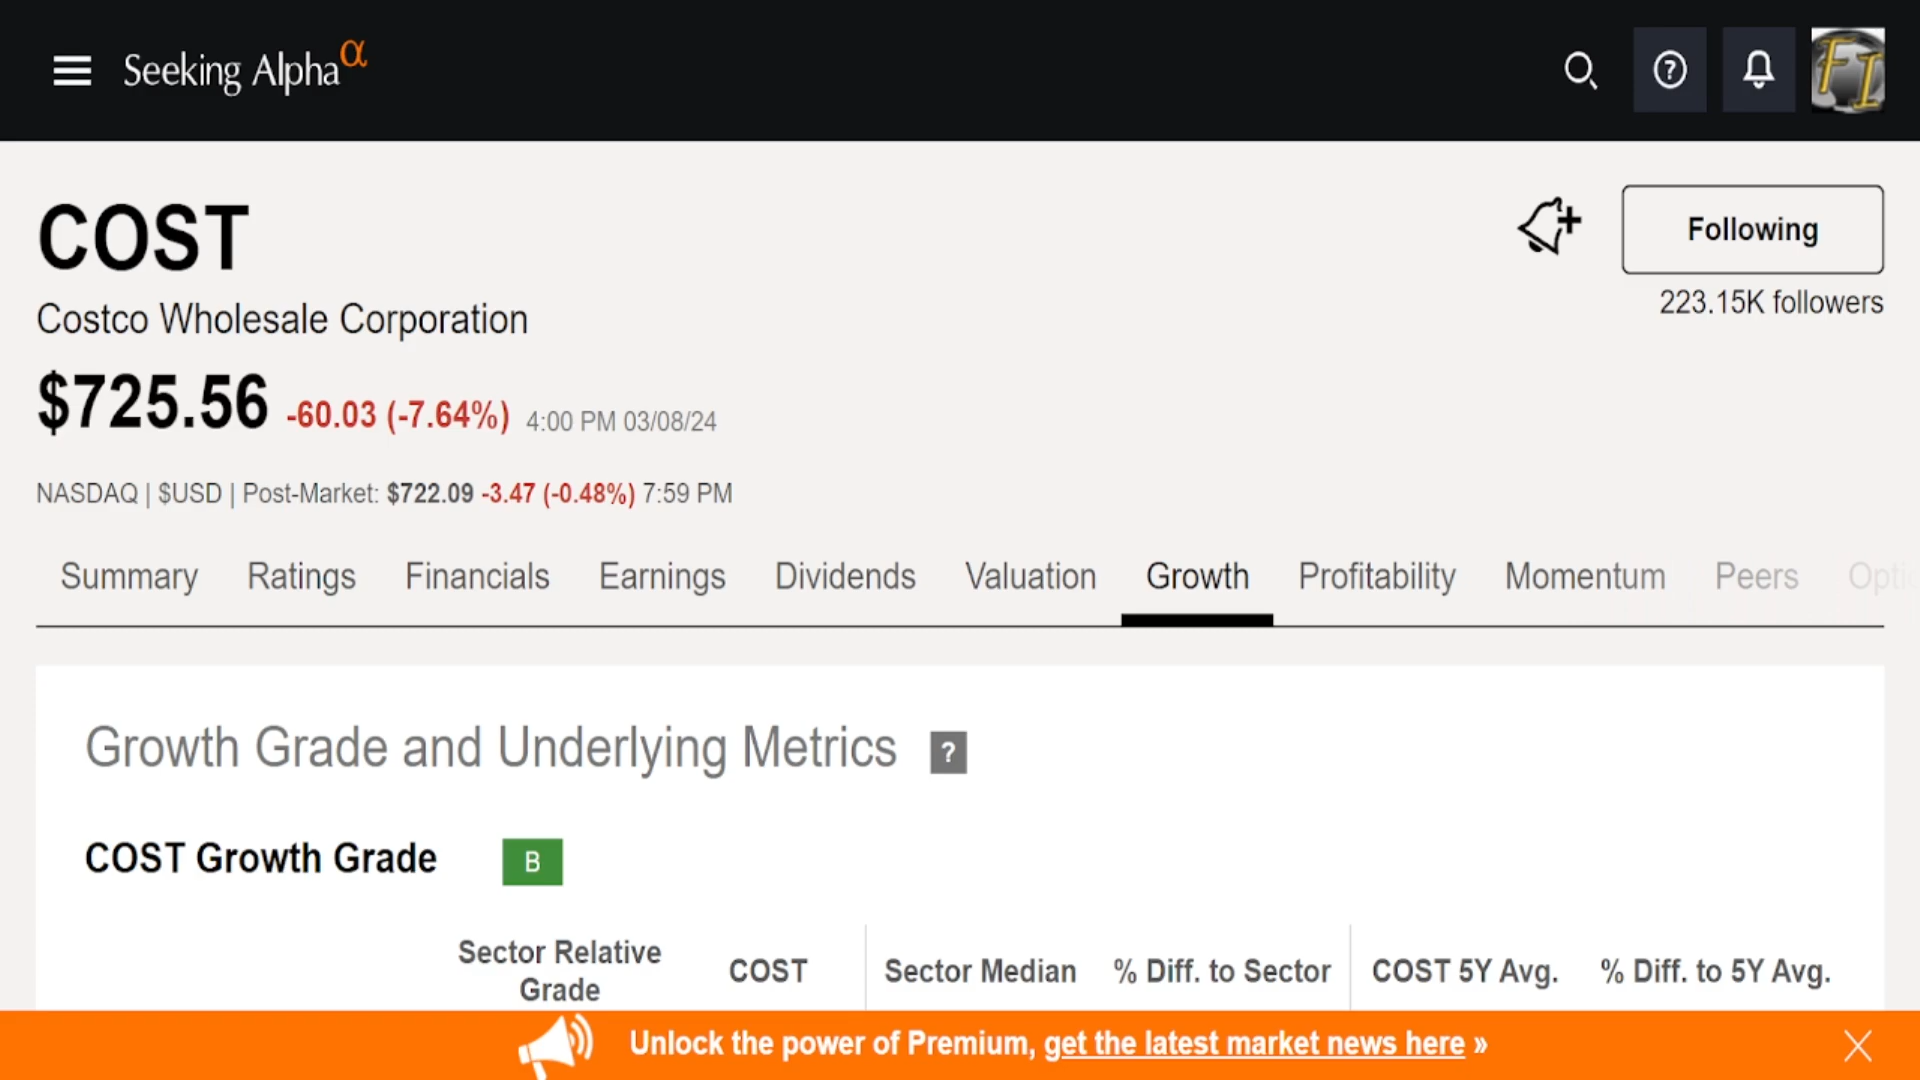 Seeking Alpha α
?
FI
COST
Following
223.15K followers
Costco Wholesale Corporation
$725.56 -60.03 (-7.64%) 4:00 PM 03/08/24
NASDAQ | $USD | Post-Market: $722.09 -3.47 (-0.48%) 7:59 PM
Summary Ratings Financials Earnings Dividends Valuation Growth Profitability Momentum Peers Opti
Growth Grade and Underlying Metrics ?
COST Growth Grade B
Sector Relative Grade COST Sector Median % Diff. to Sector COST 5Y Avg. % Diff. to 5Y Avg.
Unlock the power of Premium, get the latest market news here »